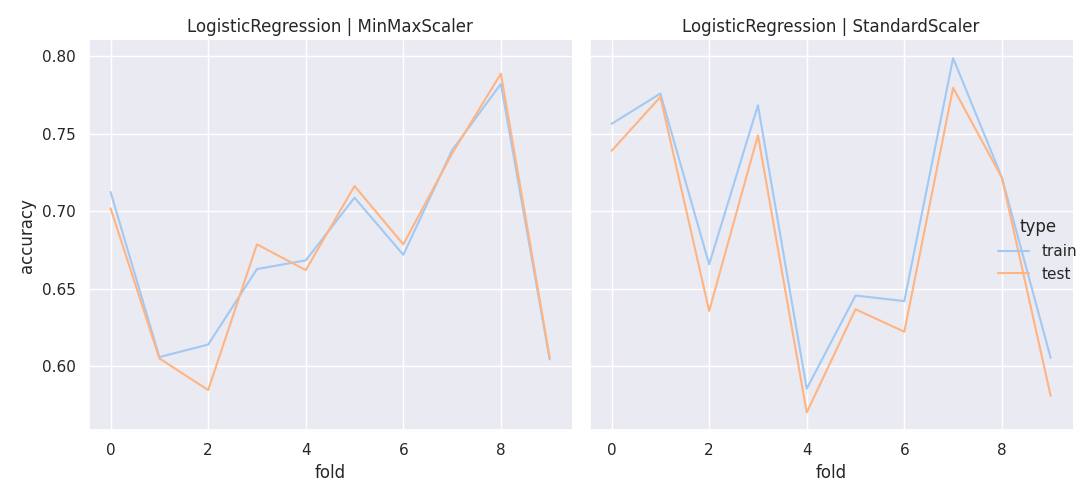 LogisticRegression | MinMaxScaler
LogisticRegression | StandardScaler
0.80
0.75
0.70
0.65
0.60
accuracy
type
train
test
0 2 4 6 8
0 2 4 6 8
fold
fold